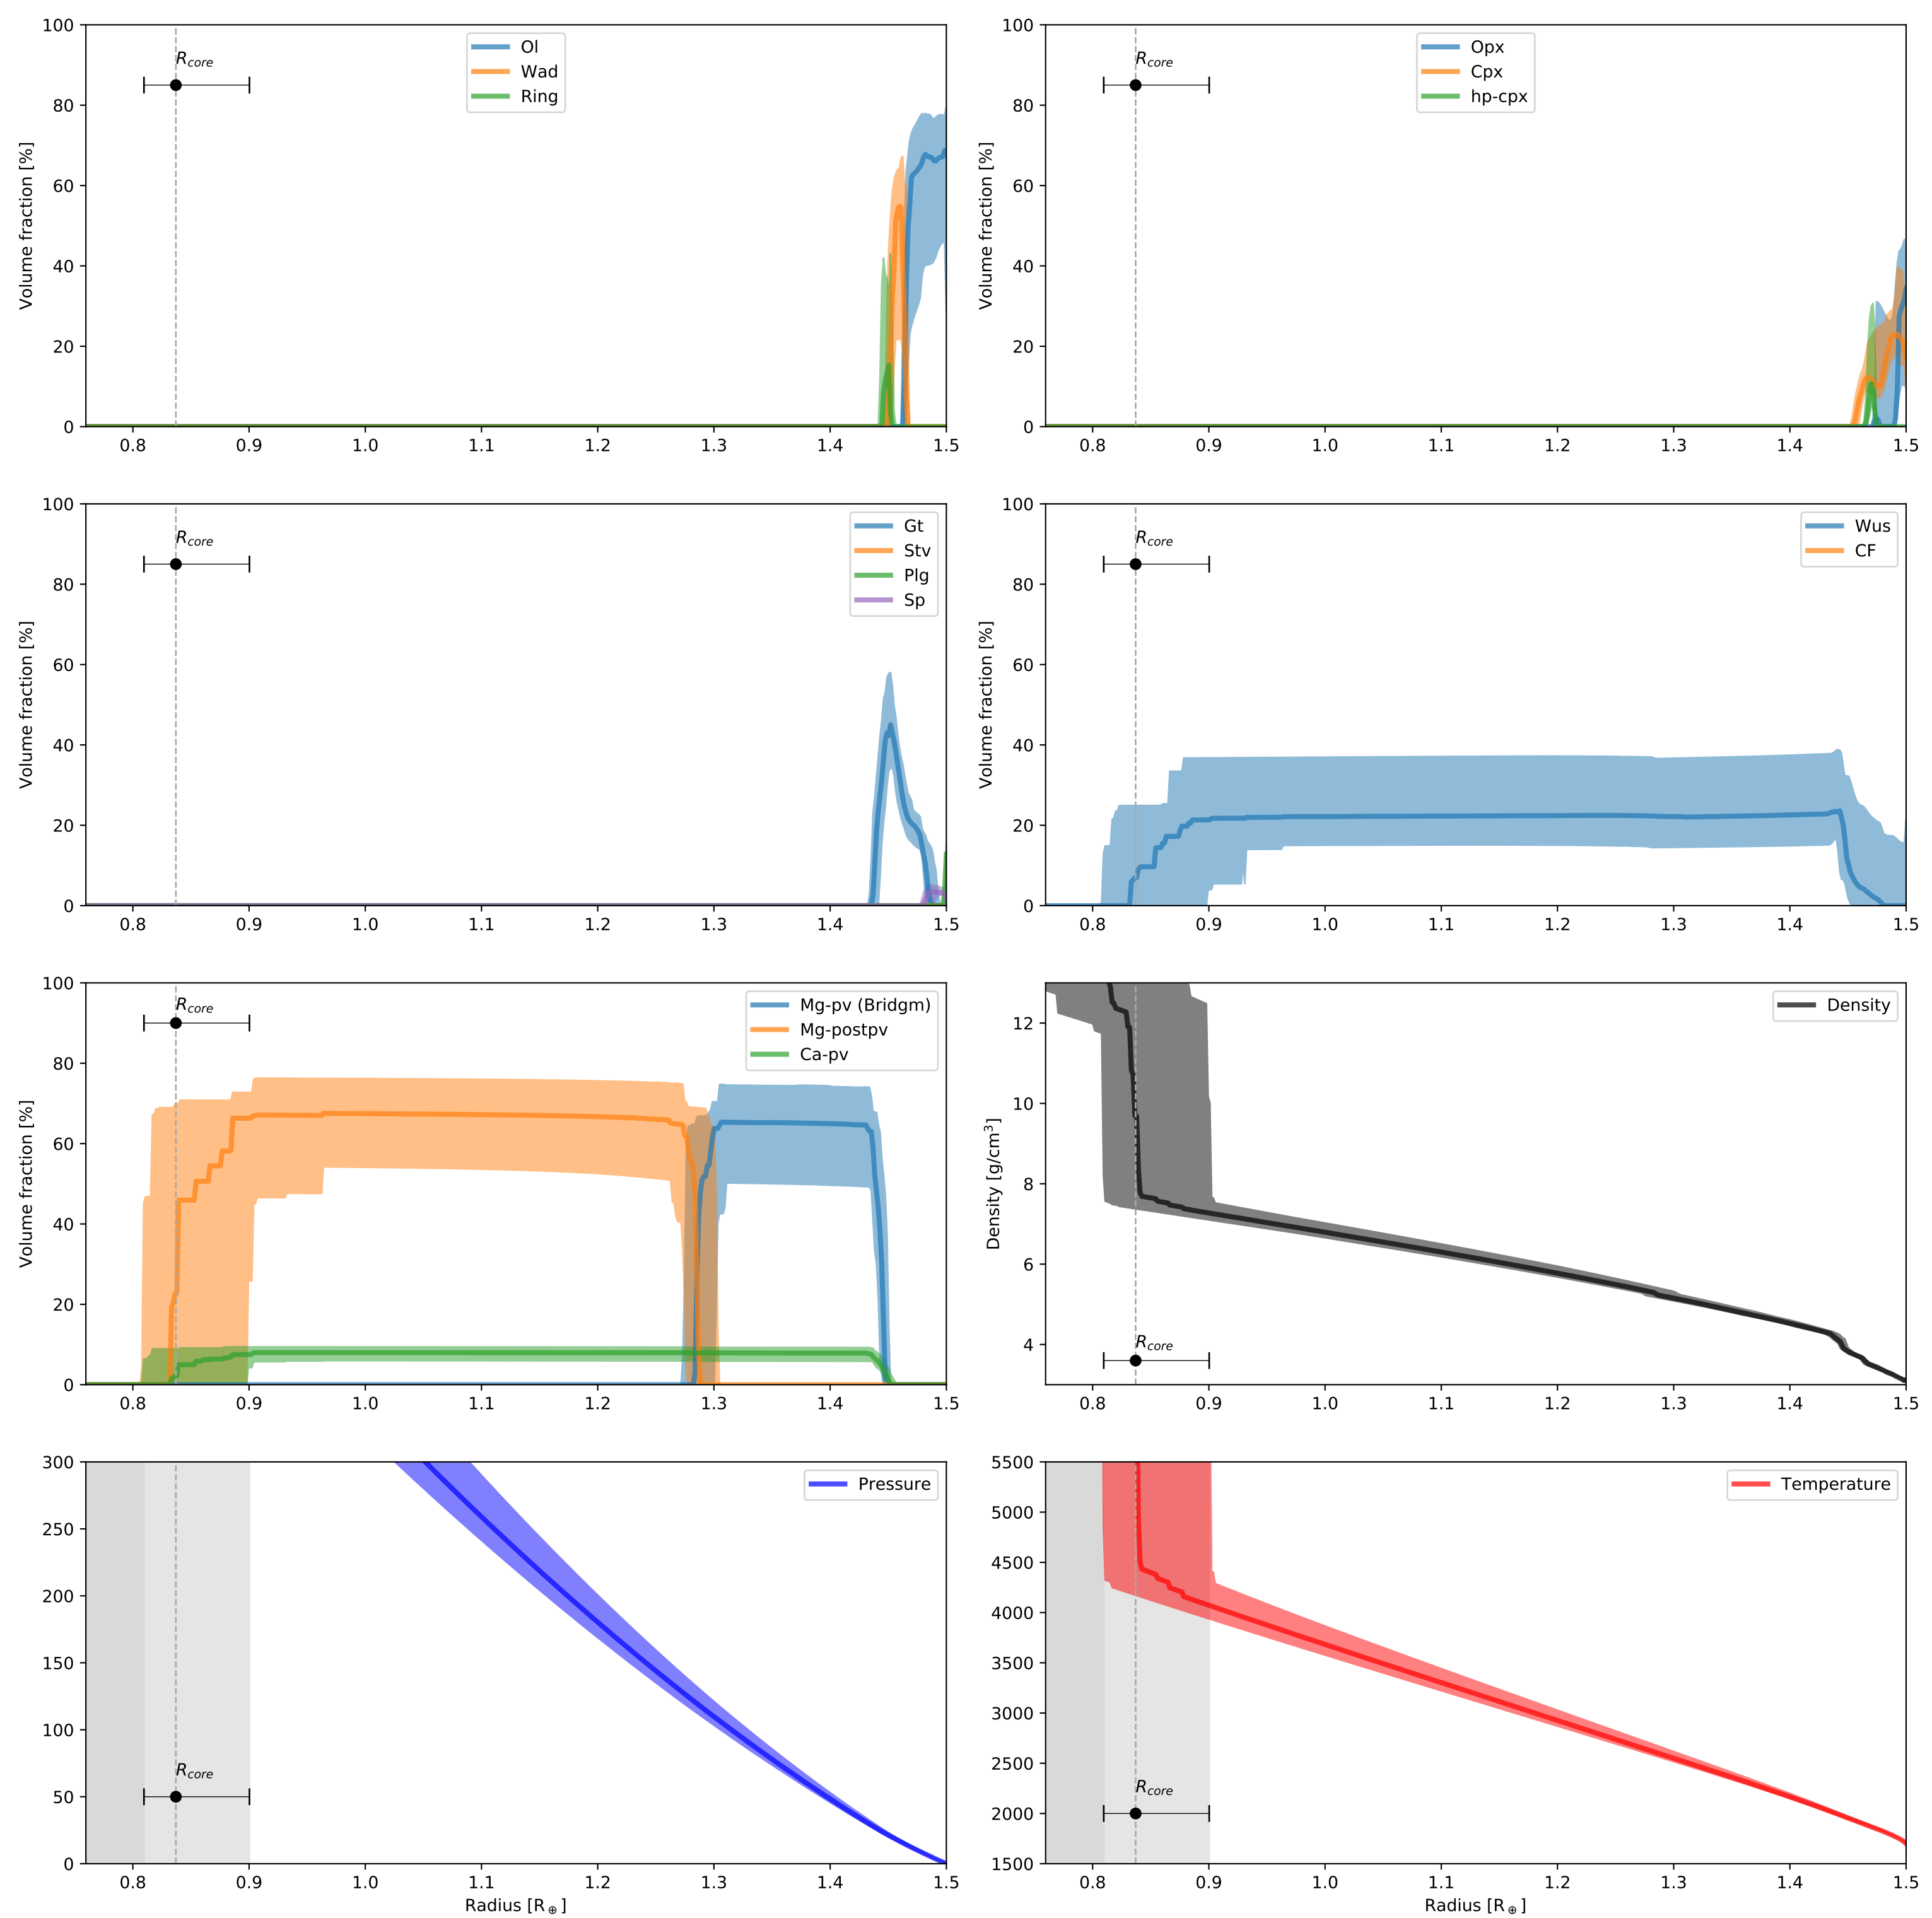 100
80
60
40
20
0
Volume fraction [%]
R_core
Ol
Wad
Ring
0.8 0.9 1.0 1.1 1.2 1.3 1.4 1.5
100
80
60
40
20
0
Volume fraction [%]
R_core
Opx
Cpx
hp-cpx
0.8 0.9 1.0 1.1 1.2 1.3 1.4 1.5
100
80
60
40
20
0
Volume fraction [%]
R_core
Gt
Stv
Plg
Sp
0.8 0.9 1.0 1.1 1.2 1.3 1.4 1.5
100
80
60
40
20
0
Volume fraction [%]
R_core
Wus
CF
0.8 0.9 1.0 1.1 1.2 1.3 1.4 1.5
100
80
60
40
20
0
Volume fraction [%]
R_core
Mg-pv (Bridgm)
Mg-postpv
Ca-pv
0.8 0.9 1.0 1.1 1.2 1.3 1.4 1.5
12
10
8
6
4
Density [g/cm³]
Density
R_core
0.8 0.9 1.0 1.1 1.2 1.3 1.4 1.5
300
250
200
150
100
50
0
Pressure
R_core
0.8 0.9 1.0 1.1 1.2 1.3 1.4 1.5
Radius [R⊕]
5500
5000
4500
4000
3500
3000
2500
2000
1500
Temperature
R_core
0.8 0.9 1.0 1.1 1.2 1.3 1.4 1.5
Radius [R⊕]